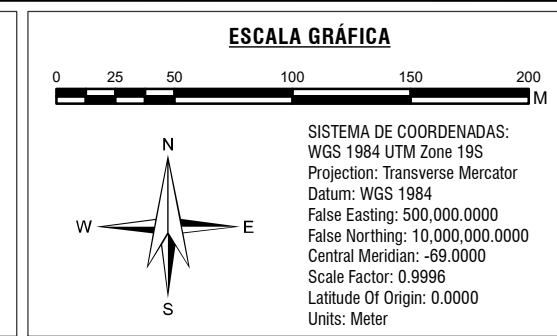 ESCALA GRÁFICA
0 25 50 100 150 200
M
N
W E
S
SISTEMA DE COORDENADAS:
WGS 1984 UTM Zone 19S
Projection: Transverse Mercator
Datum: WGS 1984
False Easting: 500,000.0000
False Northing: 10,000,000.0000
Central Meridian: -69.0000
Scale Factor: 0.9996
Latitude Of Origin: 0.0000
Units: Meter